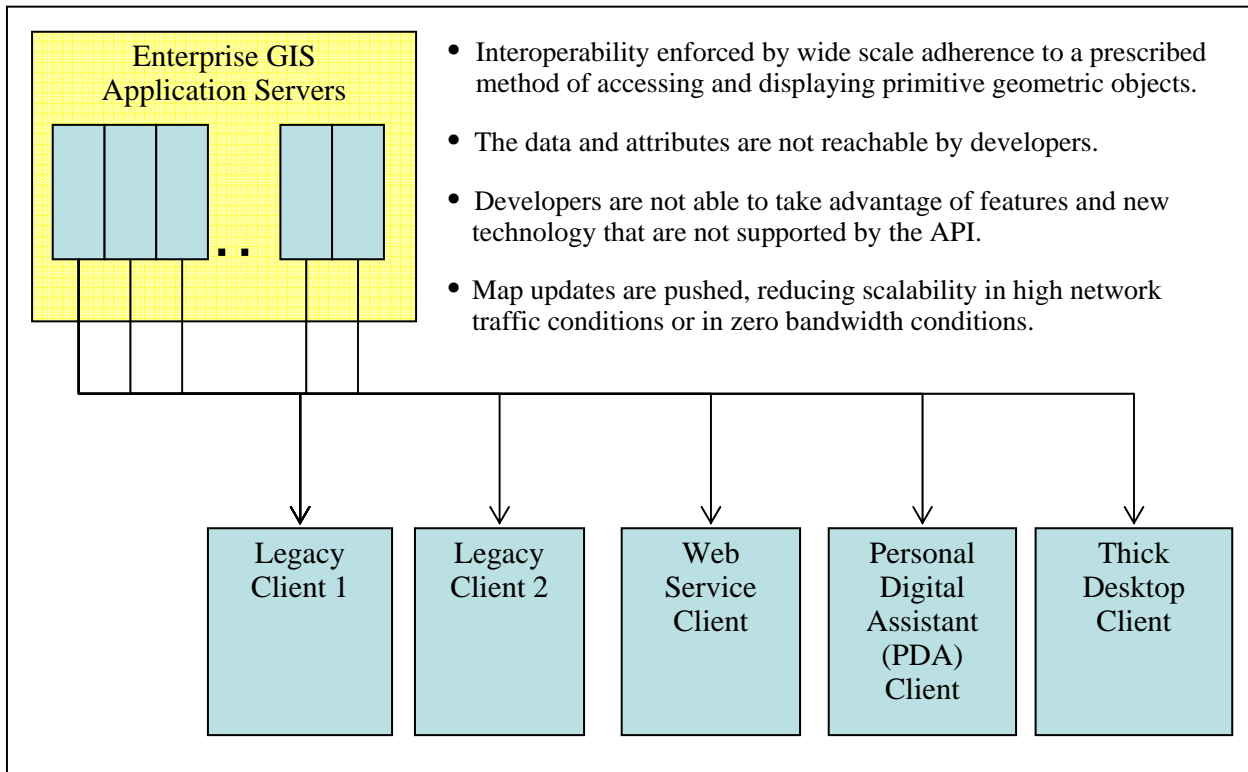 Enterprise GIS
Application Servers
. .
• Interoperability enforced by wide scale adherence to a prescribed
method of accessing and displaying primitive geometric objects.
• The data and attributes are not reachable by developers.
• Developers are not able to take advantage of features and new
technology that are not supported by the API.
• Map updates are pushed, reducing scalability in high network
traffic conditions or in zero bandwidth conditions.
Legacy
Client 1
Legacy
Client 2
Web
Service
Client
Personal
Digital
Assistant
(PDA)
Client
Thick
Desktop
Client